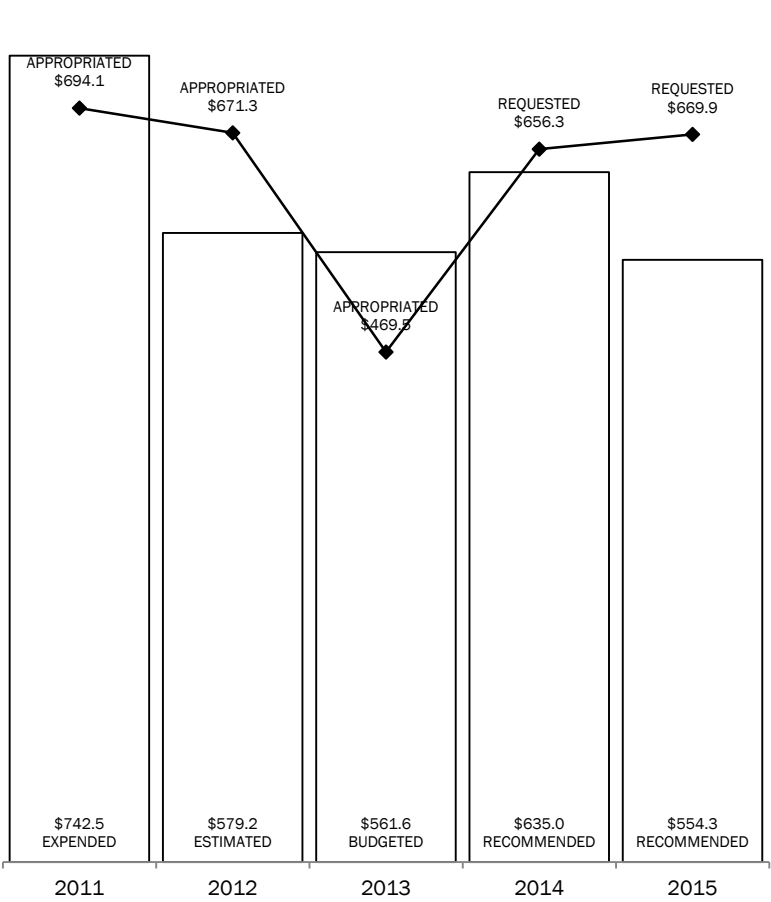 APPROPRIATED
$694.1
APPROPRIATED
$671.3
APPROPRIATED
$469.5
REQUESTED
$656.3
REQUESTED
$669.9
$742.5
EXPENDED
$579.2
ESTIMATED
$561.6
BUDGETED
$635.0
RECOMMENDED
$554.3
RECOMMENDED
2011
2012
2013
2014
2015